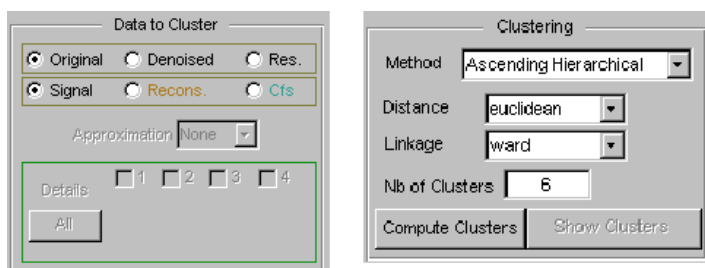 Data to Cluster
Original Denoised Res.
Signal Recons. Cfs
Approximation None
Details 1 2 3 4
All
Clustering
Method Ascending Hierarchical
Distance euclidean
Linkage ward
Nb of Clusters 6
Compute Clusters Show Clusters